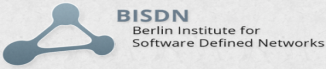 BISDN
Berlin Institute for
Software Defined Networks